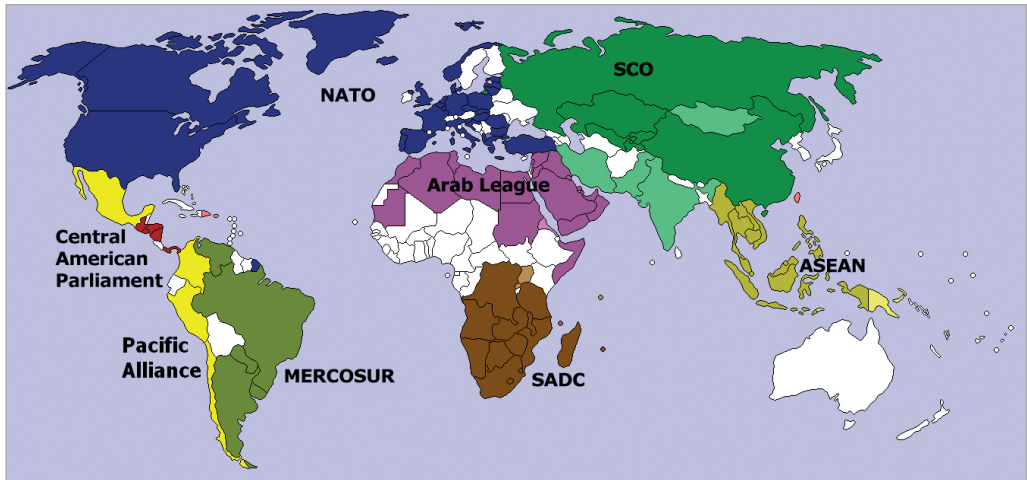 SCO
NATO
Arab League
Central
American
Parliament
ASEAN
Pacific
Alliance
MERCOSUR
SADC